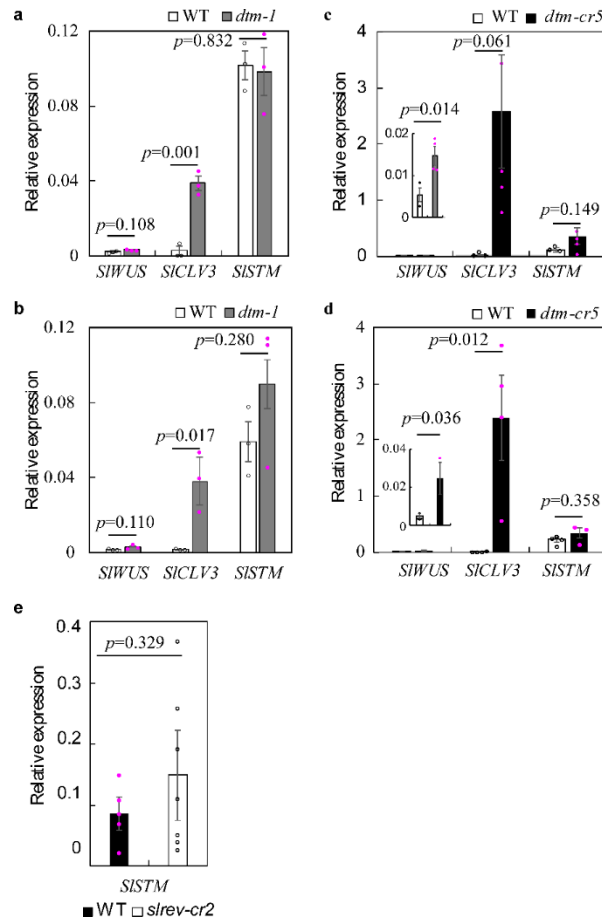 a
WT dtm-1
p=0.832
0.12
0.08
0.04
0
Relative expression
p=0.001
p=0.108
SlWUS SlCLV3 SlSTM
b
WT dtm-1
p=0.280
0.12
0.08
0.04
0
Relative expression
p=0.017
p=0.110
SlWUS SlCLV3 SlSTM
c
WT dtm-cr5
p=0.061
4
3
2
1
0
Relative expression
p=0.014
0.02
0.01
0
p=0.149
SlWUS SlCLV3 SlSTM
d
WT dtm-cr5
p=0.012
4
3
2
1
0
Relative expression
p=0.036
0.04
0.02
0
p=0.358
SlWUS SlCLV3 SlSTM
e
0.4
0.3
0.2
0.1
0
Relative expression
p=0.329
SlSTM
WT slrev-cr2